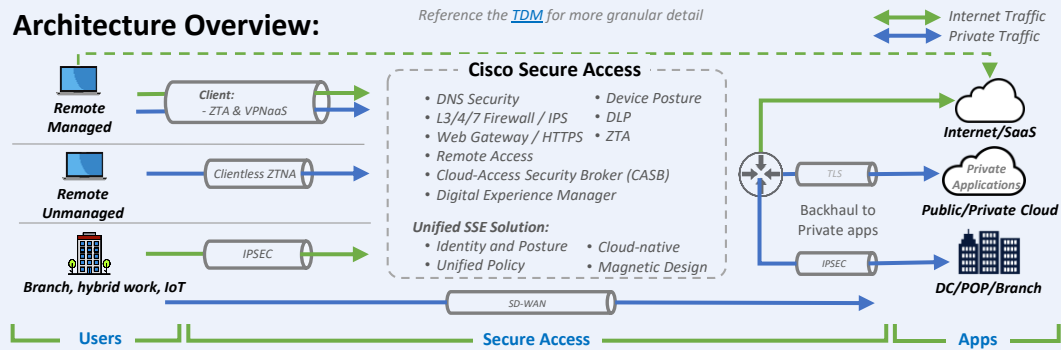 Architecture Overview:
Reference the TDM for more granular detail
Internet Traffic
Private Traffic
Remote
Managed
Client:
- ZTA & VPNaaS
Remote
Unmanaged
Clientless ZTNA
IPSEC
Branch, hybrid work, IoT
Cisco Secure Access
• DNS Security
• L3/4/7 Firewall / IPS
• Web Gateway / HTTPS
• Remote Access
• Cloud-Access Security Broker (CASB)
• Digital Experience Manager
• Device Posture
• DLP
• ZTA
Unified SSE Solution:
• Identity and Posture
• Unified Policy
• Cloud-native
• Magnetic Design
SD-WAN
Internet/SaaS
TLS
Private
Applications
Public/Private Cloud
Backhaul to
Private apps
IPSEC
DC/POP/Branch
Users
Secure Access
Apps